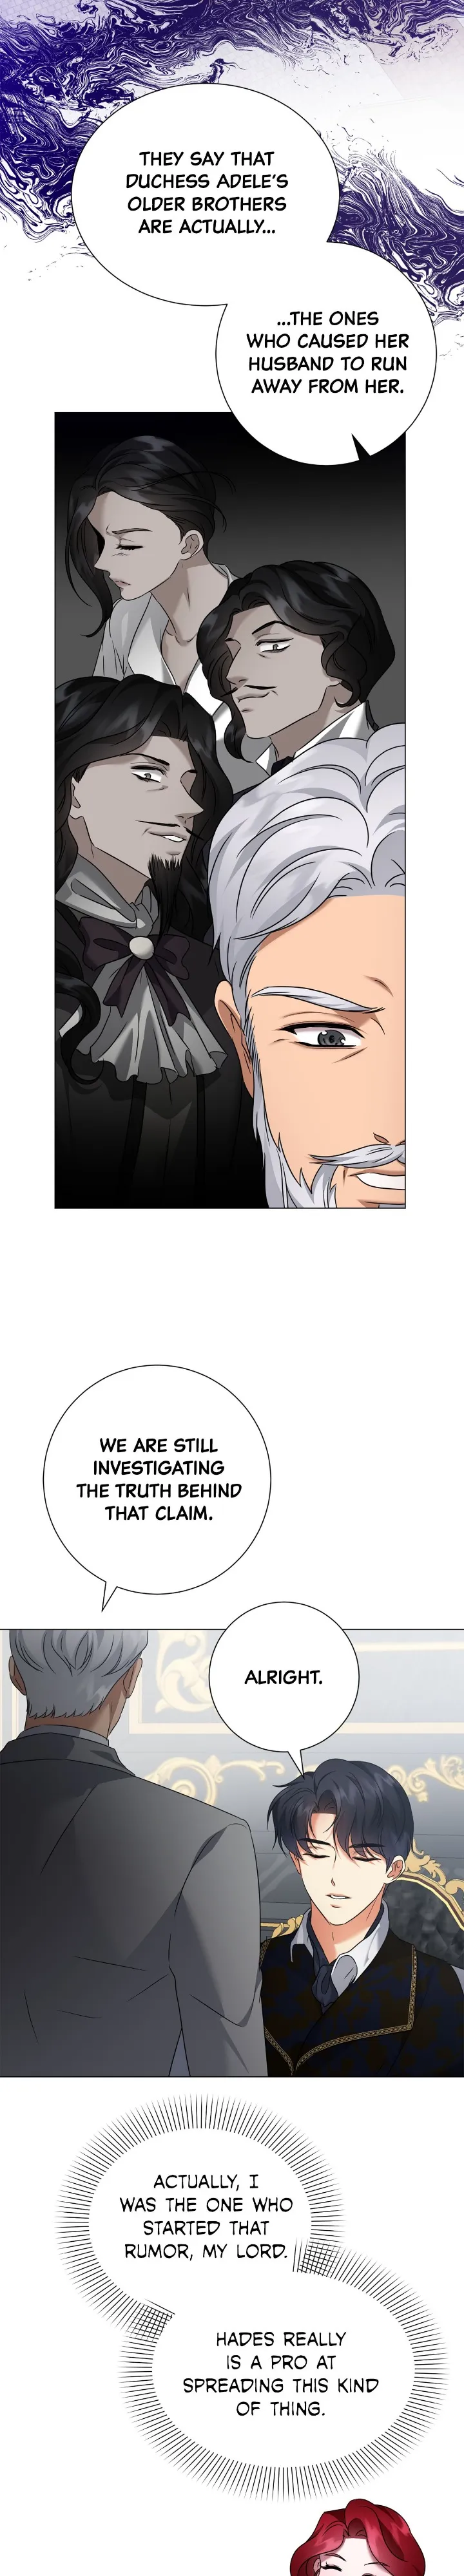 THEY SAY THAT
DUCHESS ADELE'S
OLDER BROTHERS
ARE ACTUALLY...
...THE ONES
WHO CAUSED HER
HUSBAND TO RUN
AWAY FROM HER.
WE ARE STILL
INVESTIGATING
THE TRUTH BEHIND
THAT CLAIM.
ALRIGHT.
ACTUALLY, I
WAS THE ONE WHO
STARTED THAT
RUMOR, MY LORD.
HADES REALLY
IS A PRO AT
SPREADING THIS KIND
OF THING.